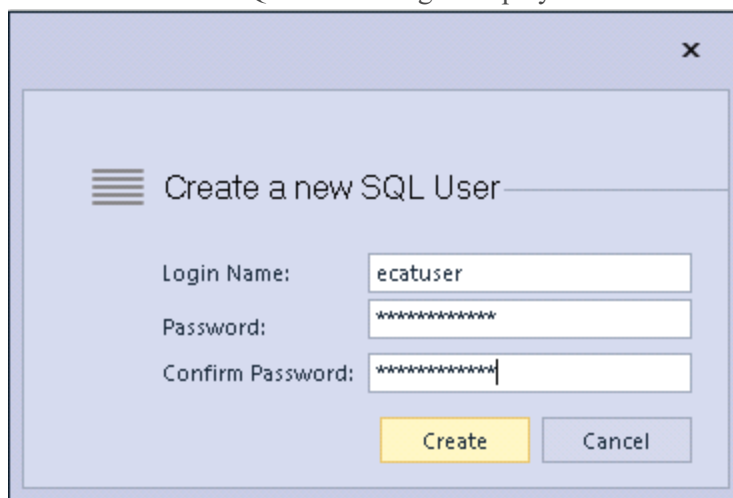 Create a new SQL User
Login Name: ecatuser
Password: ************
Confirm Password: ************
Create Cancel